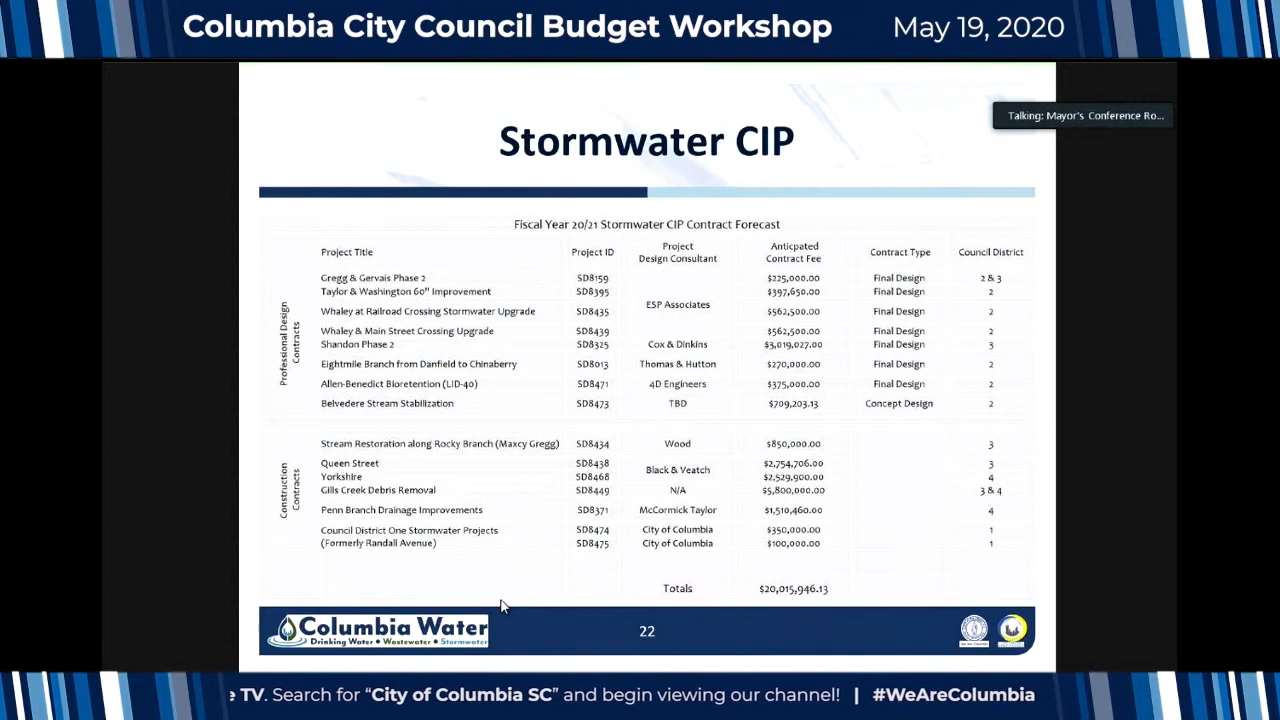 Columbia City Council Budget Workshop May 19, 2020
Talking: Mayor's Conference Ro...
Stormwater CIP
Fiscal Year 20/21 Stormwater CIP Contract Forecast
Project Title Project ID Project Design Consultant Anticpated Contract Fee Contract Type Council District
Professional Design Contracts
Gregg & Gervais Phase 2 SD8159 $225,000.00 Final Design 2 & 3
Taylor & Washington 60" Improvement SD8395 $397,650.00 Final Design 2
ESP Associates
Whaley at Railroad Crossing Stormwater Upgrade SD8435 $562,500.00 Final Design 2
Whaley & Main Street Crossing Upgrade SD8439 $562,500.00 Final Design 2
Shandon Phase 2 SD8325 Cox & Dinkins $3,019,027.00 Final Design 3
Eightmile Branch from Danfield to Chinaberry SD8013 Thomas & Hutton $270,000.00 Final Design 2
Allen-Benedict Bioretention (LID-40) SD8471 4D Engineers $375,000.00 Final Design 2
Belvedere Stream Stabilization SD8473 TBD $709,203.13 Concept Design 2
Construction Contracts
Stream Restoration along Rocky Branch (Maxcy Gregg) SD8434 Wood $850,000.00 3
Queen Street SD8438 $2,754,706.00 3
Black & Veatch
Yorkshire SD8468 $2,529,900.00 4
Gills Creek Debris Removal SD8449 N/A $5,800,000.00 3 & 4
Penn Branch Drainage Improvements SD8371 McCormick Taylor $1,510,460.00 4
Council District One Stormwater Projects SD8474 City of Columbia $350,000.00 1
(Formerly Randall Avenue) SD8475 City of Columbia $100,000.00 1
Totals $20,015,946.13
Columbia Water
Drinking Water • Wastewater • Stormwater
22
e TV. Search for “City of Columbia SC” and begin viewing our channel! | #WeAreColumbia